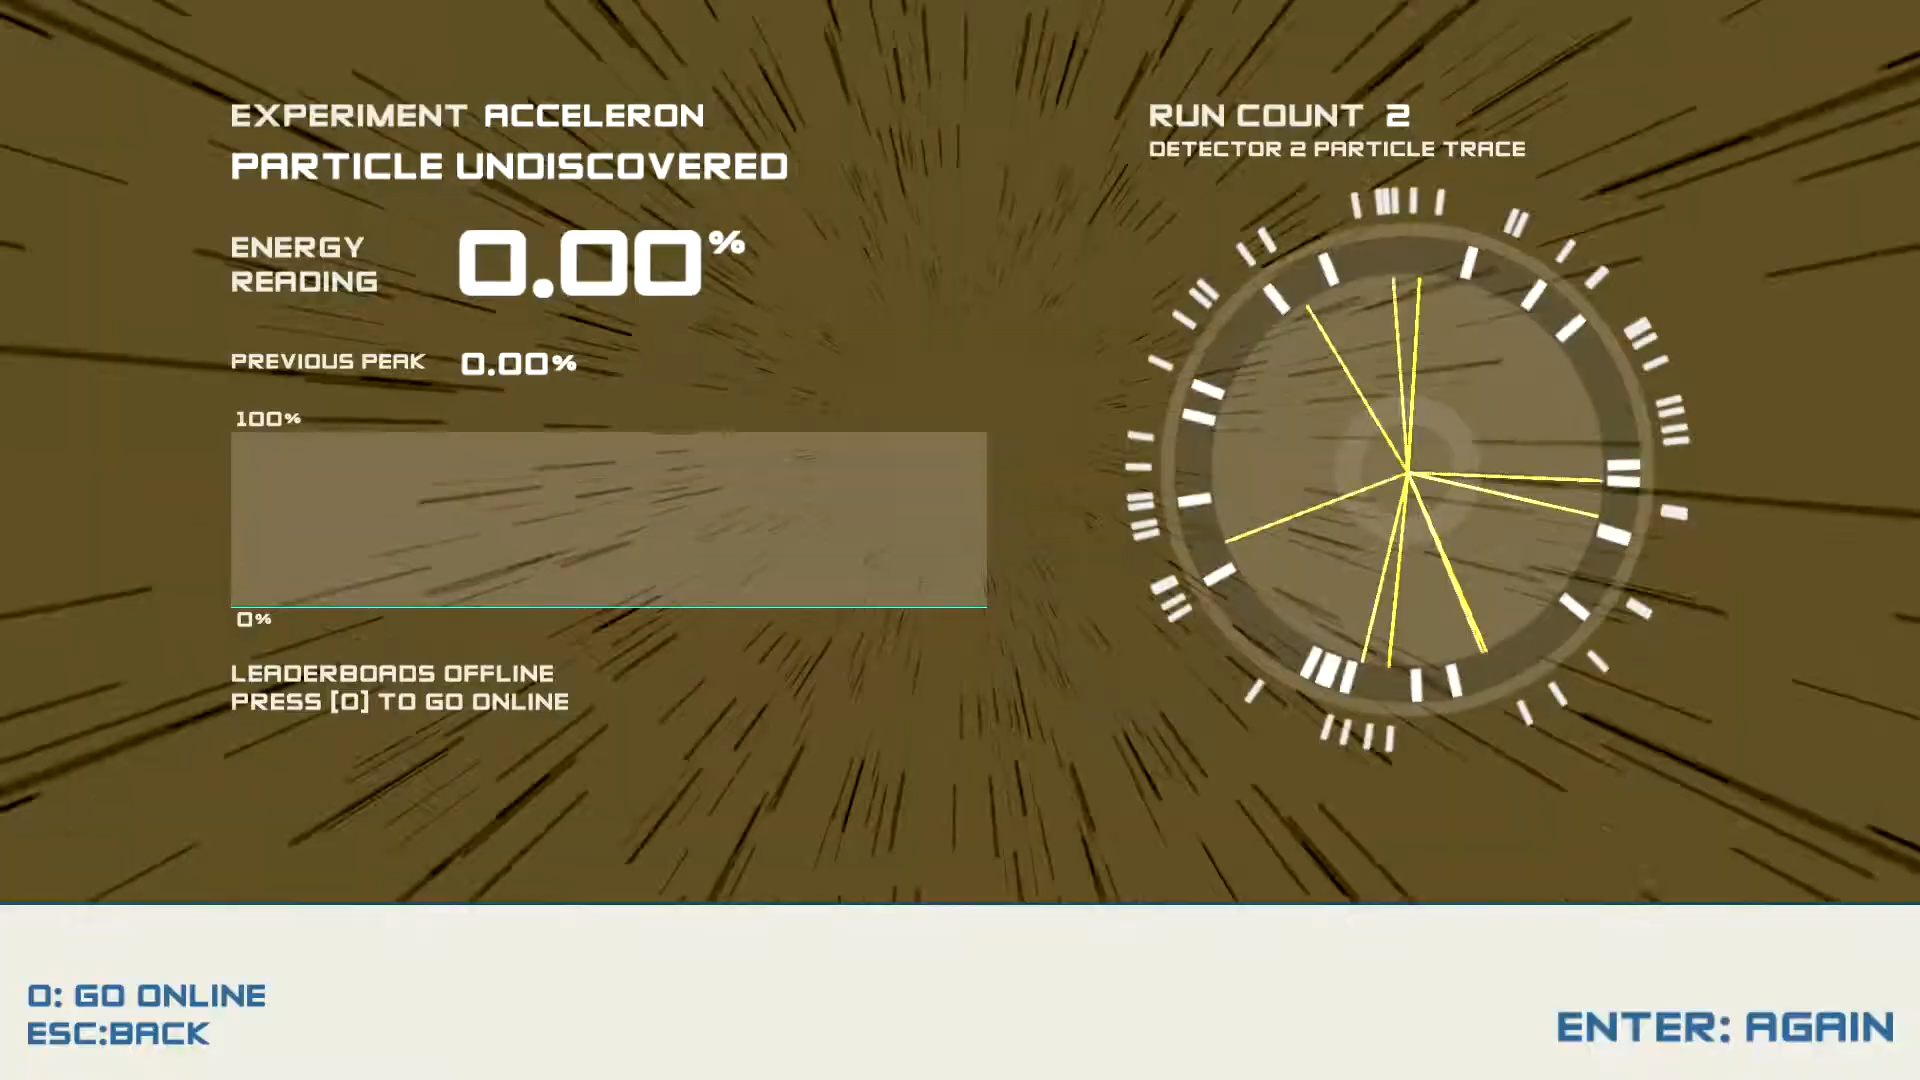 EXPERIMENT ACCELERON
PARTICLE UNDISCOVERED
ENERGY
READING
0.00%
PREVIOUS PEAK 0.00%
100%
0%
LEADERBOARDS OFFLINE
PRESS [O] TO GO ONLINE
RUN COUNT 2
DETECTOR 2 PARTICLE TRACE
O: GO ONLINE
ESC:BACK
ENTER: AGAIN